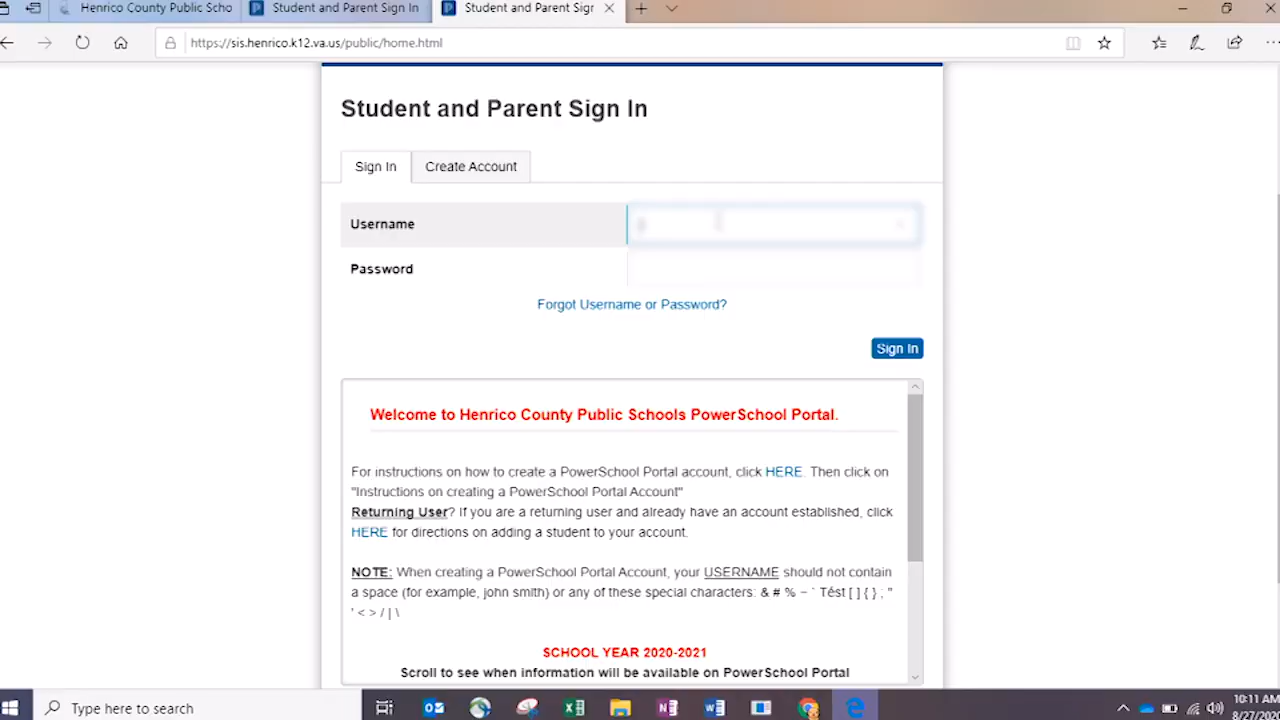 Henrico County Public Scho
Student and Parent Sign In
Student and Parent Sigr
https://sis.henrico.k12.va.us/public/home.html
Student and Parent Sign In
Sign In
Create Account
Username
Password
Forgot Username or Password?
Sign In
Welcome to Henrico County Public Schools PowerSchool Portal.
For instructions on how to create a PowerSchool Portal account, click HERE. Then click on
"Instructions on creating a PowerSchool Portal Account"
Returning User? If you are a returning user and already have an account established, click
HERE for directions on adding a student to your account.
NOTE: When creating a PowerSchool Portal Account, your USERNAME should not contain
a space (for example, john smith) or any of these special characters: & # % ~ ` Tést [ ] { } ; "
' < > / | \
SCHOOL YEAR 2020-2021
Scroll to see when information will be available on PowerSchool Portal
Type here to search
10:11 AM
8/27/202